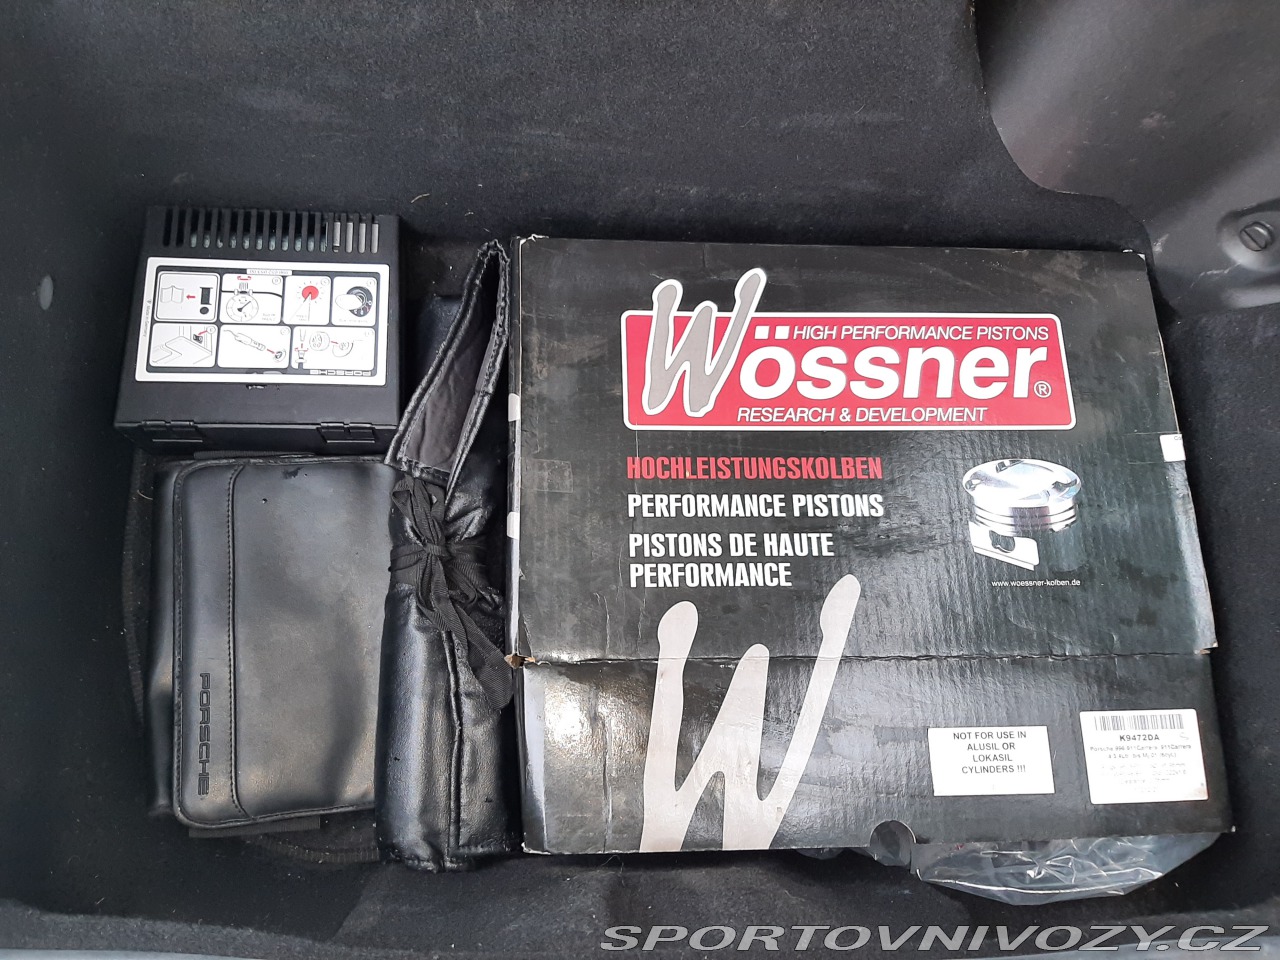 Wössner®
HIGH PERFORMANCE PISTONS
RESEARCH & DEVELOPMENT
HOCHLEISTUNGSKOLBEN
PERFORMANCE PISTONS
PISTONS DE HAUTE
PERFORMANCE
www.woessner-kolben.de
W
NOT FOR USE IN
ALUSIL OR
LOKASIL
CYLINDERS !!!
K9472DA
PORSCHE
PORSCHE
SPORTOVNIVOZY.CZ